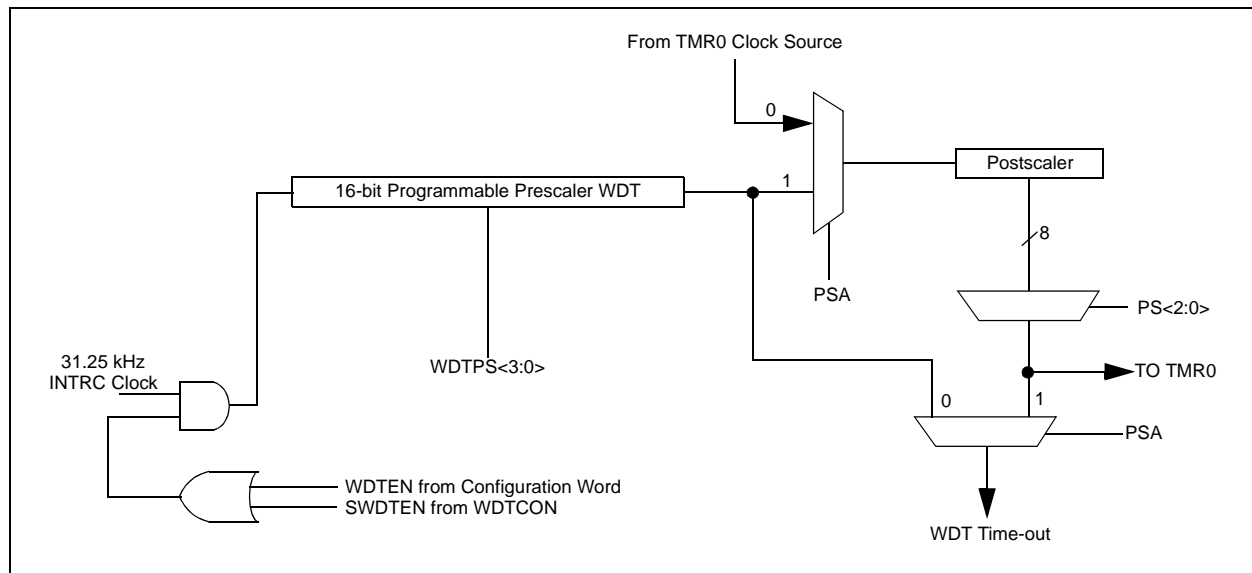 From TMR0 Clock Source
0
Postscaler
16-bit Programmable Prescaler WDT
1
8
PSA
PS<2:0>
31.25 kHz
INTRC Clock
WDTPS<3:0>
TO TMR0
0
1
PSA
WDTEN from Configuration Word
SWDTEN from WDTCON
WDT Time-out